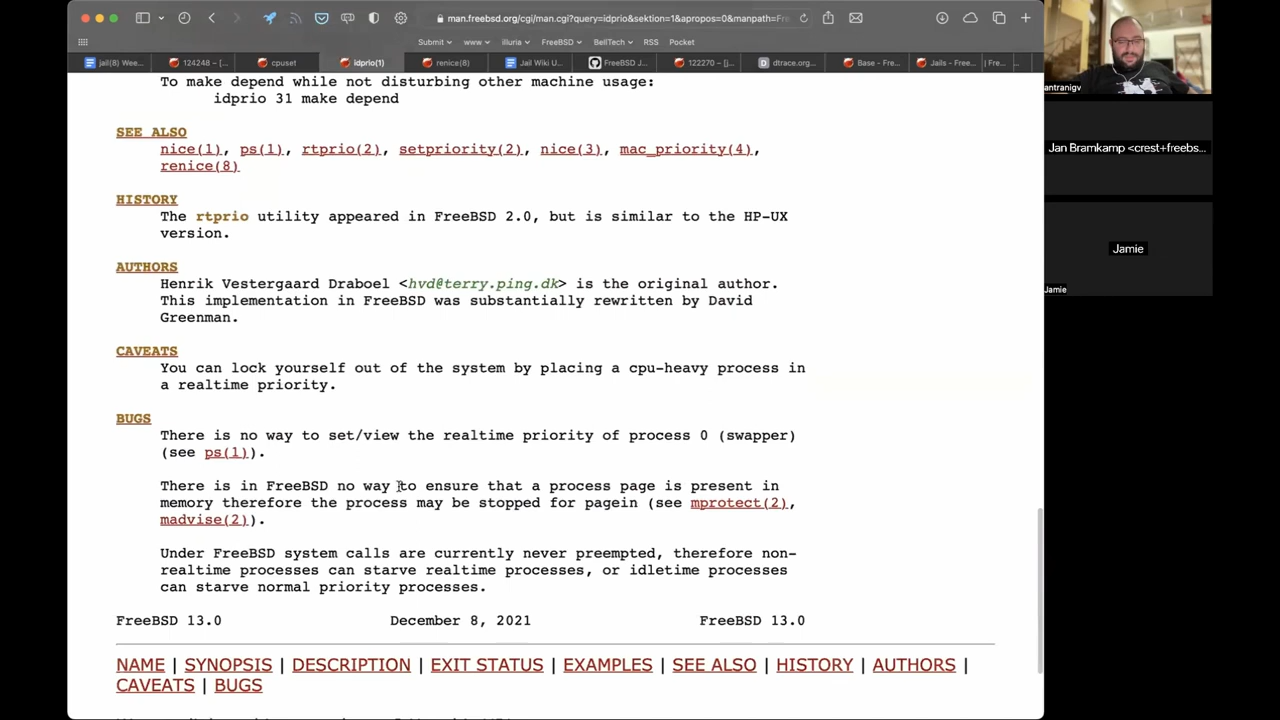 man.freebsd.org/cgi/man.cgi?query=idprio&sektion=1&apropos=0&manpath=Fre
Submit www illuria FreeBSD BellTech RSS Pocket
jail(8) Wee... 124248 – [... cpuset idprio(1) renice(8) Jail Wiki U... FreeBSD J... 122270 – [j... dtrace.org... Base - Fre... Jails - Free... | Fre...
To make depend while not disturbing other machine usage:
idprio 31 make depend
SEE ALSO
nice(1), ps(1), rtprio(2), setpriority(2), nice(3), mac_priority(4),
renice(8)
HISTORY
The rtprio utility appeared in FreeBSD 2.0, but is similar to the HP-UX
version.
AUTHORS
Henrik Vestergaard Draboel <hvd@terry.ping.dk> is the original author.
This implementation in FreeBSD was substantially rewritten by David
Greenman.
CAVEATS
You can lock yourself out of the system by placing a cpu-heavy process in
a realtime priority.
BUGS
There is no way to set/view the realtime priority of process 0 (swapper)
(see ps(1)).
There is in FreeBSD no way to ensure that a process page is present in
memory therefore the process may be stopped for pagein (see mprotect(2),
madvise(2)).
Under FreeBSD system calls are currently never preempted, therefore non-
realtime processes can starve realtime processes, or idletime processes
can starve normal priority processes.
FreeBSD 13.0 December 8, 2021 FreeBSD 13.0
NAME | SYNOPSIS | DESCRIPTION | EXIT STATUS | EXAMPLES | SEE ALSO | HISTORY | AUTHORS |
CAVEATS | BUGS
antranigv
Jan Bramkamp <crest+freebs...
Jamie
Jamie